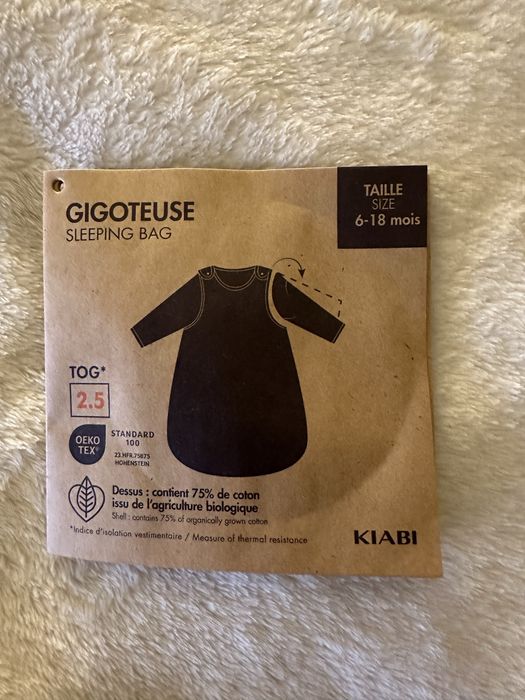 GIGOTEUSE
SLEEPING BAG
TAILLE
SIZE
6-18 mois
TOG*
2.5
OEKO
TEX®
STANDARD
100
23.HFR.75875
HOHENSTEIN
Dessus : contient 75% de coton
issu de l'agriculture biologique
Shell : contains 75% of organically grown cotton
*Indice d'isolation vestimentaire / Measure of thermal resistance
KIABI